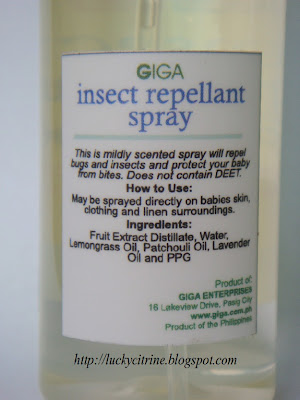 GIGA
insect repellant
spray
This is mildly scented spray will repel
bugs and insects and protect your baby
from bites. Does not contain DEET.
How to Use:
May be sprayed directly on babies skin,
clothing and linen surroundings.
Ingredients:
Fruit Extract Distillate, Water,
Lemongrass Oil, Patchouli Oil, Lavender
Oil and PPG
Product of:
GIGA ENTERPRISES
16 Lakeview Drive, Pasig City
www.giga.com.ph
Product of the Philippines
http://luckycitrine.blogspot.com